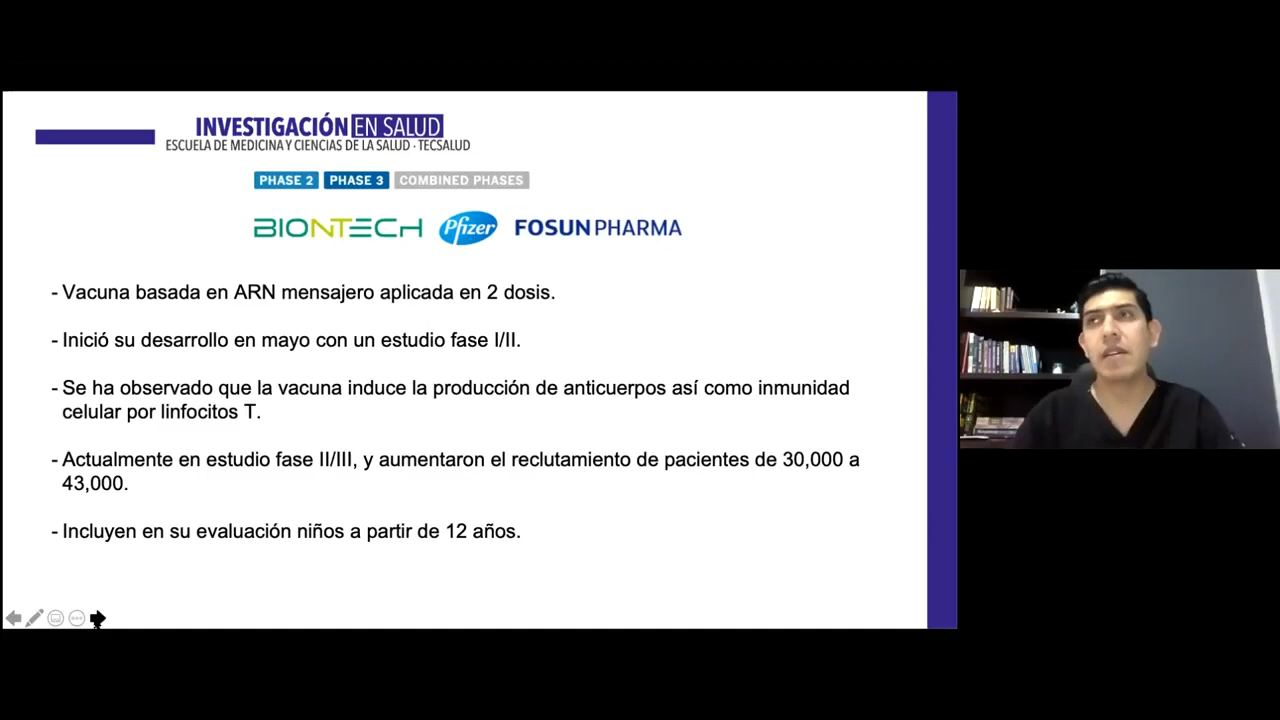 INVESTIGACIÓN EN SALUD
ESCUELA DE MEDICINA Y CIENCIAS DE LA SALUD · TECSALUD
PHASE 2 PHASE 3 COMBINED PHASES
BIONTECH Pfizer FOSUN PHARMA
- Vacuna basada en ARN mensajero aplicada en 2 dosis.
- Inició su desarrollo en mayo con un estudio fase I/II.
- Se ha observado que la vacuna induce la producción de anticuerpos así como inmunidad
celular por linfocitos T.
- Actualmente en estudio fase II/III, y aumentaron el reclutamiento de pacientes de 30,000 a
43,000.
- Incluyen en su evaluación niños a partir de 12 años.